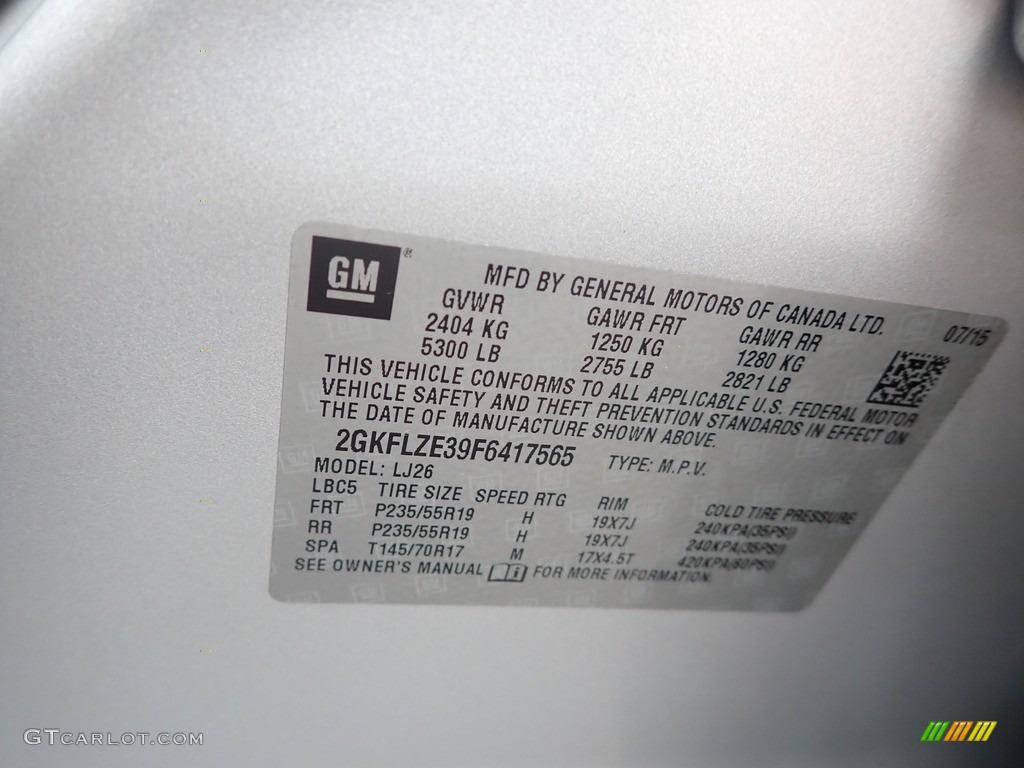 GM ®
MFD BY GENERAL MOTORS OF CANADA LTD. 07/15
GVWR GAWR FRT GAWR RR
2404 KG 1250 KG 1280 KG
5300 LB 2755 LB 2821 LB
THIS VEHICLE CONFORMS TO ALL APPLICABLE U.S. FEDERAL MOTOR
VEHICLE SAFETY AND THEFT PREVENTION STANDARDS IN EFFECT ON
THE DATE OF MANUFACTURE SHOWN ABOVE.
2GKFLZE39F6417565 TYPE: M.P.V.
MODEL: LJ26
LBC5 TIRE SIZE SPEED RTG RIM COLD TIRE PRESSURE
FRT P235/55R19 H 19X7J 240KPA(35PSI)
RR P235/55R19 H 19X7J 240KPA(35PSI)
SPA T145/70R17 M 17X4.5T 420KPA(60PSI)
SEE OWNER'S MANUAL FOR MORE INFORMATION.
GTCARLOT.COM